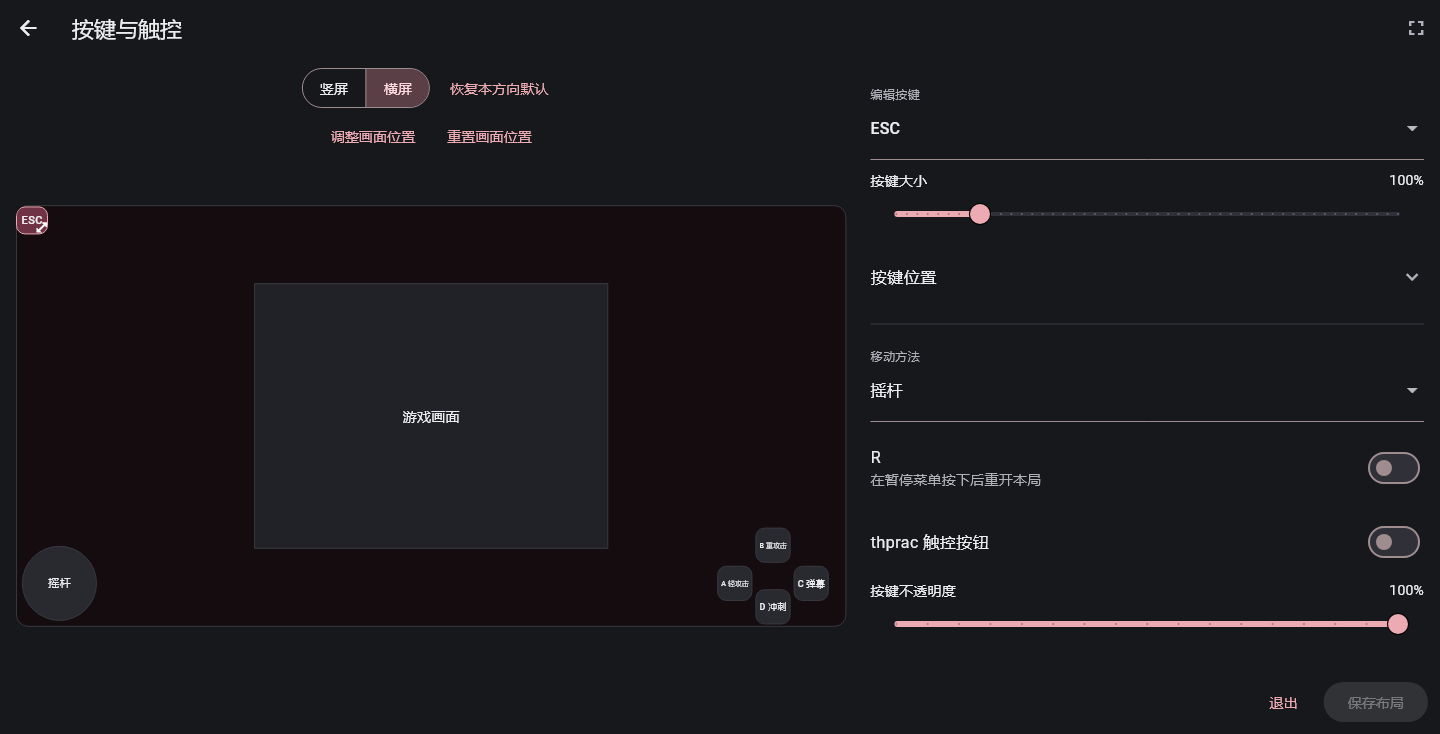 按键与触控
竖屏
横屏
恢复本方向默认
调整画面位置
重置画面位置
ESC
游戏画面
摇杆
B 重攻击
A 轻攻击
C 弹幕
D 冲刺
编辑按键
ESC
按键大小
100%
按键位置
移动方法
摇杆
R
在暂停菜单按下后重开本局
thprac 触控按钮
按键不透明度
100%
退出
保存布局